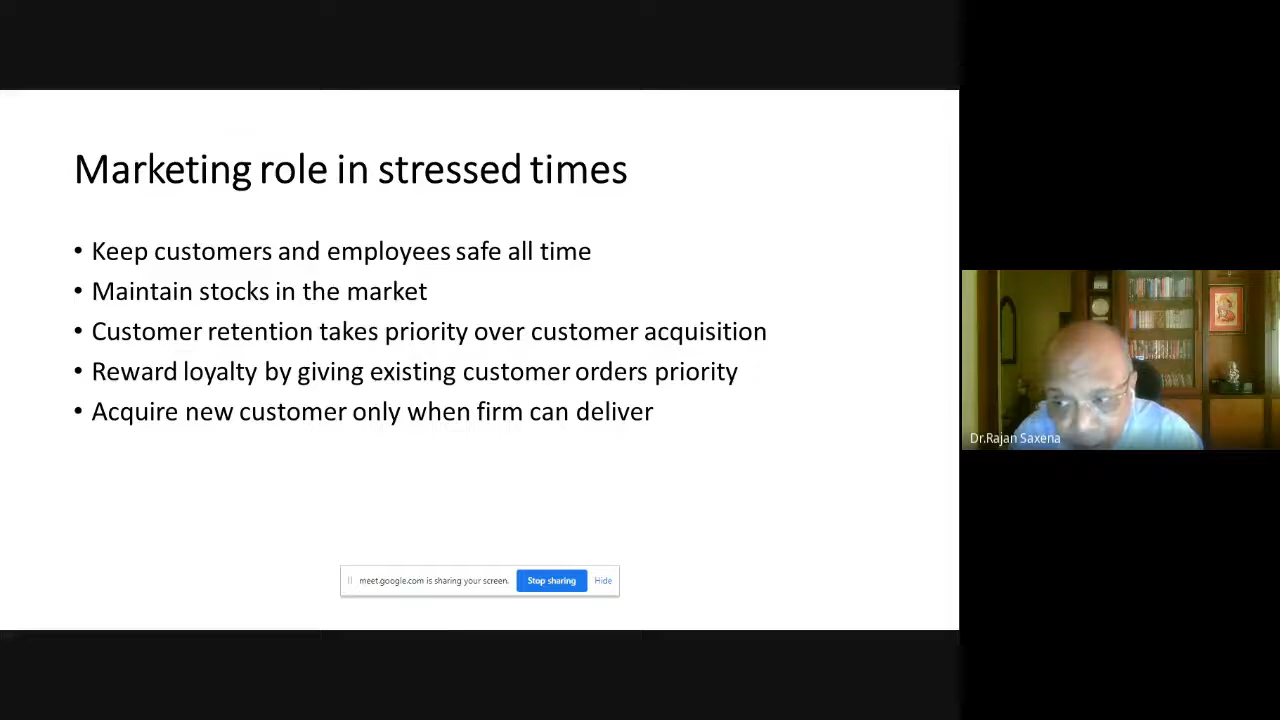 Marketing role in stressed times
• Keep customers and employees safe all time
• Maintain stocks in the market
• Customer retention takes priority over customer acquisition
• Reward loyalty by giving existing customer orders priority
• Acquire new customer only when firm can deliver
meet.google.com is sharing your screen. Stop sharing Hide
Dr.Rajan Saxena